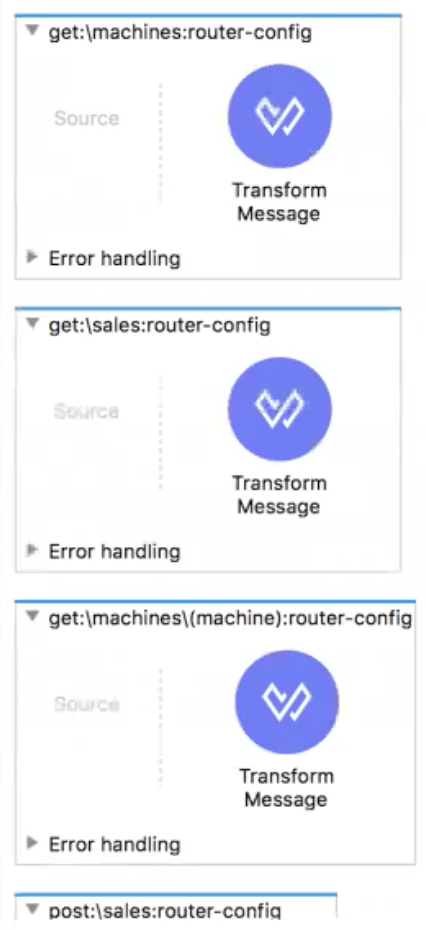 get:\machines:router-config
Source
Transform
Message
Error handling
get:\sales:router-config
Source
Transform
Message
Error handling
get:\machines\(machine):router-config
Source
Transform
Message
Error handling
post:\sales:router-config